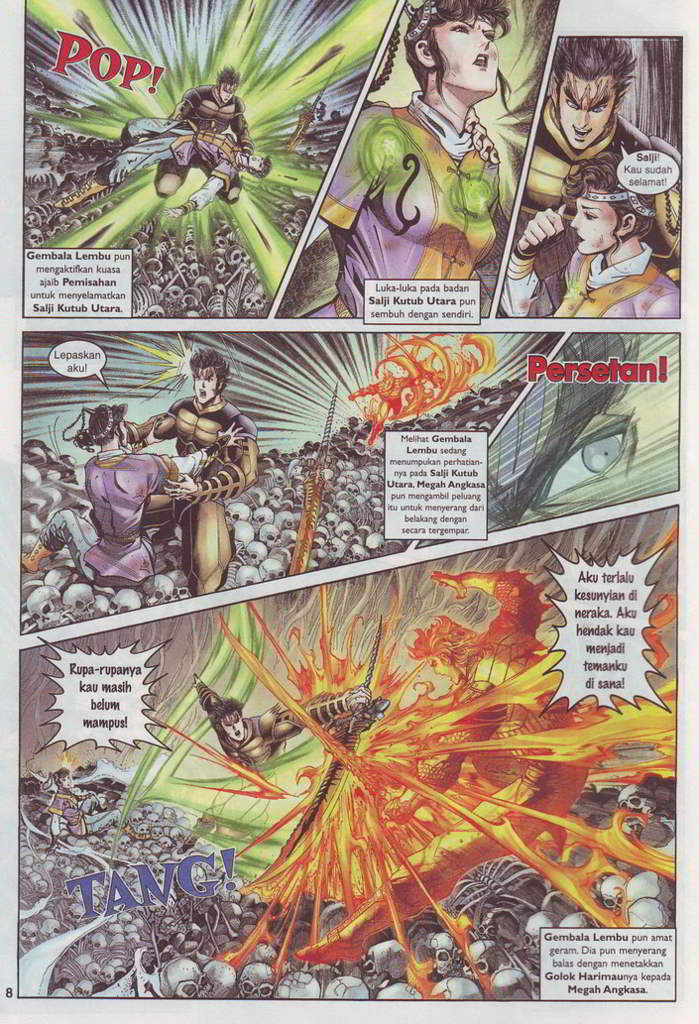 POP!
Gembala Lembu pun
mengaktifkan kuasa
ajaib Pemisahan
untuk menyelamatkan
Salji Kutub Utara.
Luka-luka pada badan
Salji Kutub Utara pun
sembuh dengan sendiri.
Salji!
Kau sudah
selamat!
Lepaskan
aku!
Melihat Gembala
Lembu sedang
menumpukan perhatian-
nya pada Salji Kutub
Utara, Megah Angkasa
pun mengambil peluang
itu untuk menyerang dari
belakang dengan
secara tergempar.
Persetan!
Rupa-rupanya
kau masih
belum
mampus!
Aku terlalu
kesunyian di
neraka. Aku
hendak kau
menjadi
temanku
di sana!
TANG!
Gembala Lembu pun amat
geram. Dia pun menyerang
balas dengan menetakkan
Golok Harimaunya kepada
Megah Angkasa.
8